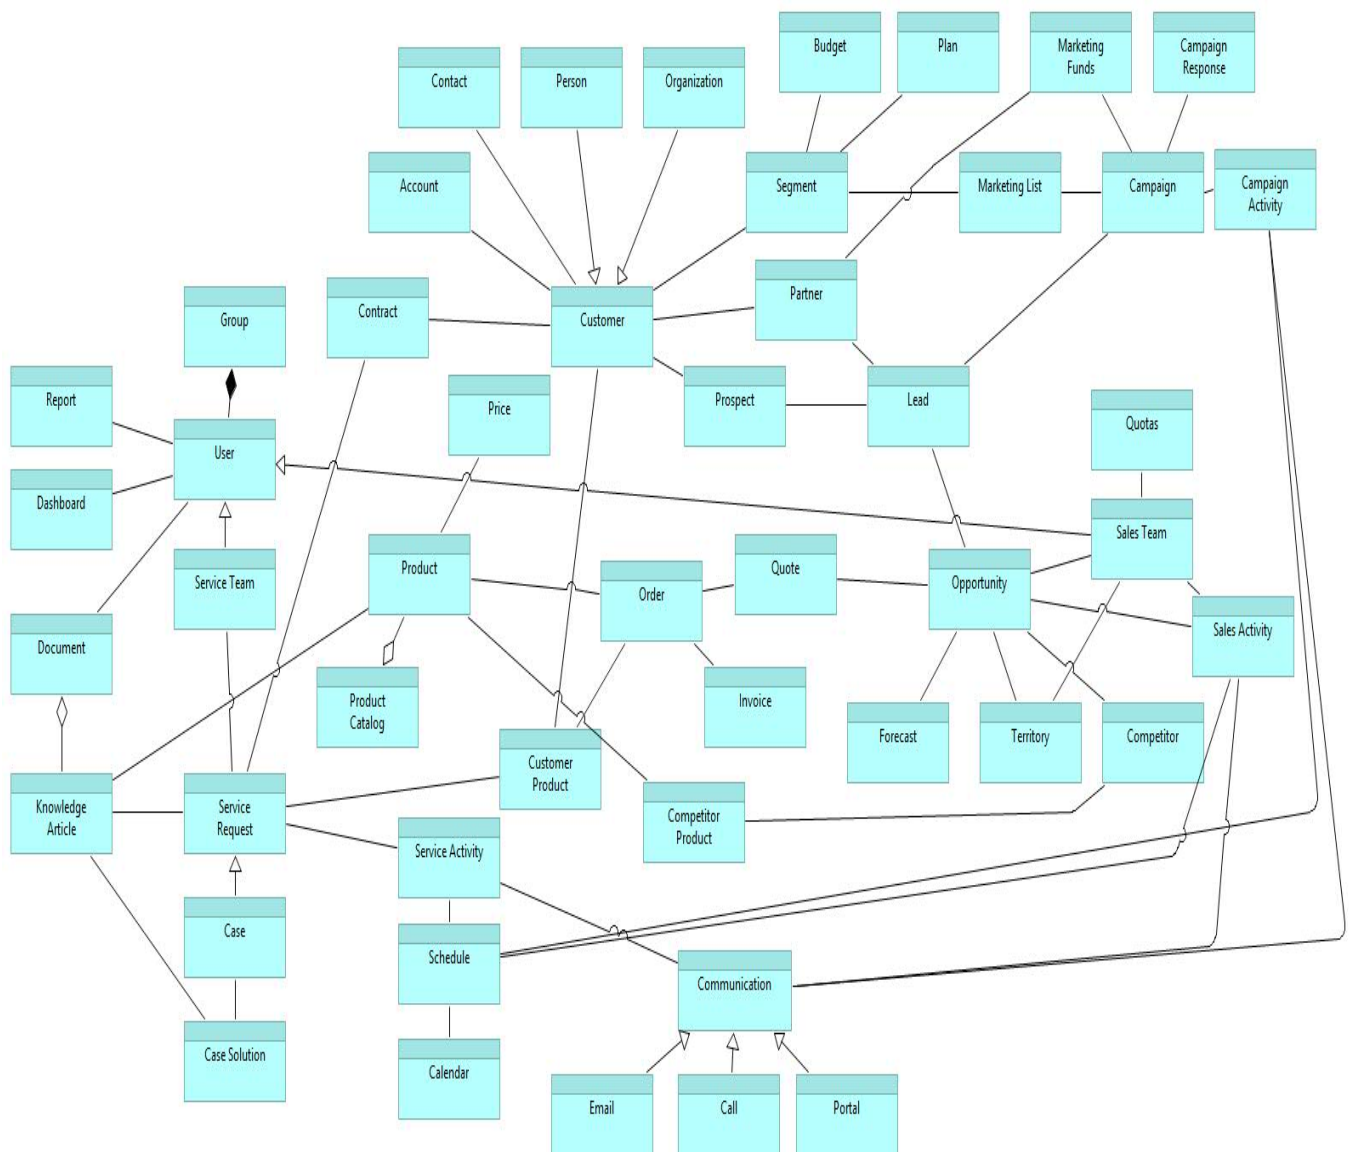 Budget
Plan
Marketing
Funds
Campaign
Response
Contact
Person
Organization
Account
Segment
Marketing List
Campaign
Campaign
Activity
Partner
Contract
Customer
Group
Report
Price
Prospect
Lead
Quotas
User
Dashboard
Sales Team
Service Team
Product
Order
Quote
Opportunity
Sales Activity
Document
Product
Catalog
Invoice
Forecast
Territory
Competitor
Customer
Product
Knowledge
Article
Service
Request
Competitor
Product
Service Activity
Case
Schedule
Communication
Case Solution
Calendar
Email
Call
Portal